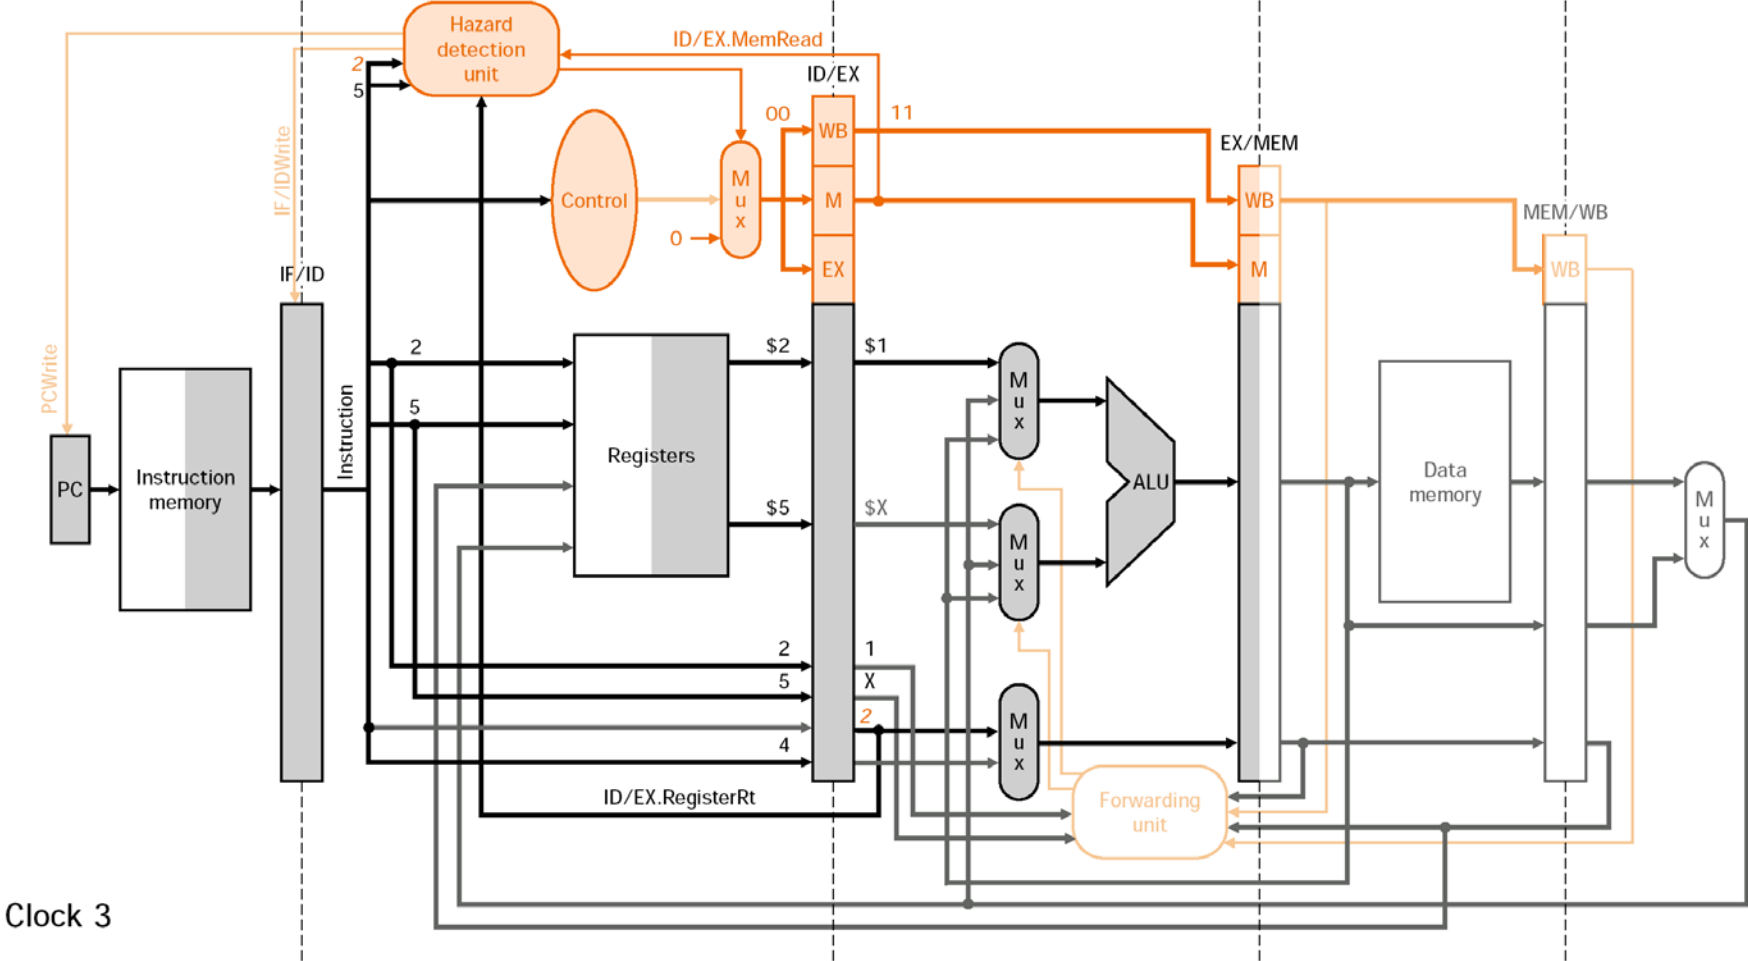 Hazard
detection
unit
ID/EX.MemRead
2
5
ID/EX
IF/IDWrite
00
WB
11
EX/MEM
Control
M
u
x
M
WB
MEM/WB
0
EX
M
WB
IF/ID
PCWrite
Instruction
2
$2
$1
M
u
x
5
PC
Instruction
memory
Registers
ALU
Data
memory
M
u
x
$5
$X
M
u
x
2
1
5
X
2
4
M
u
x
ID/EX.RegisterRt
Forwarding
unit
Clock 3